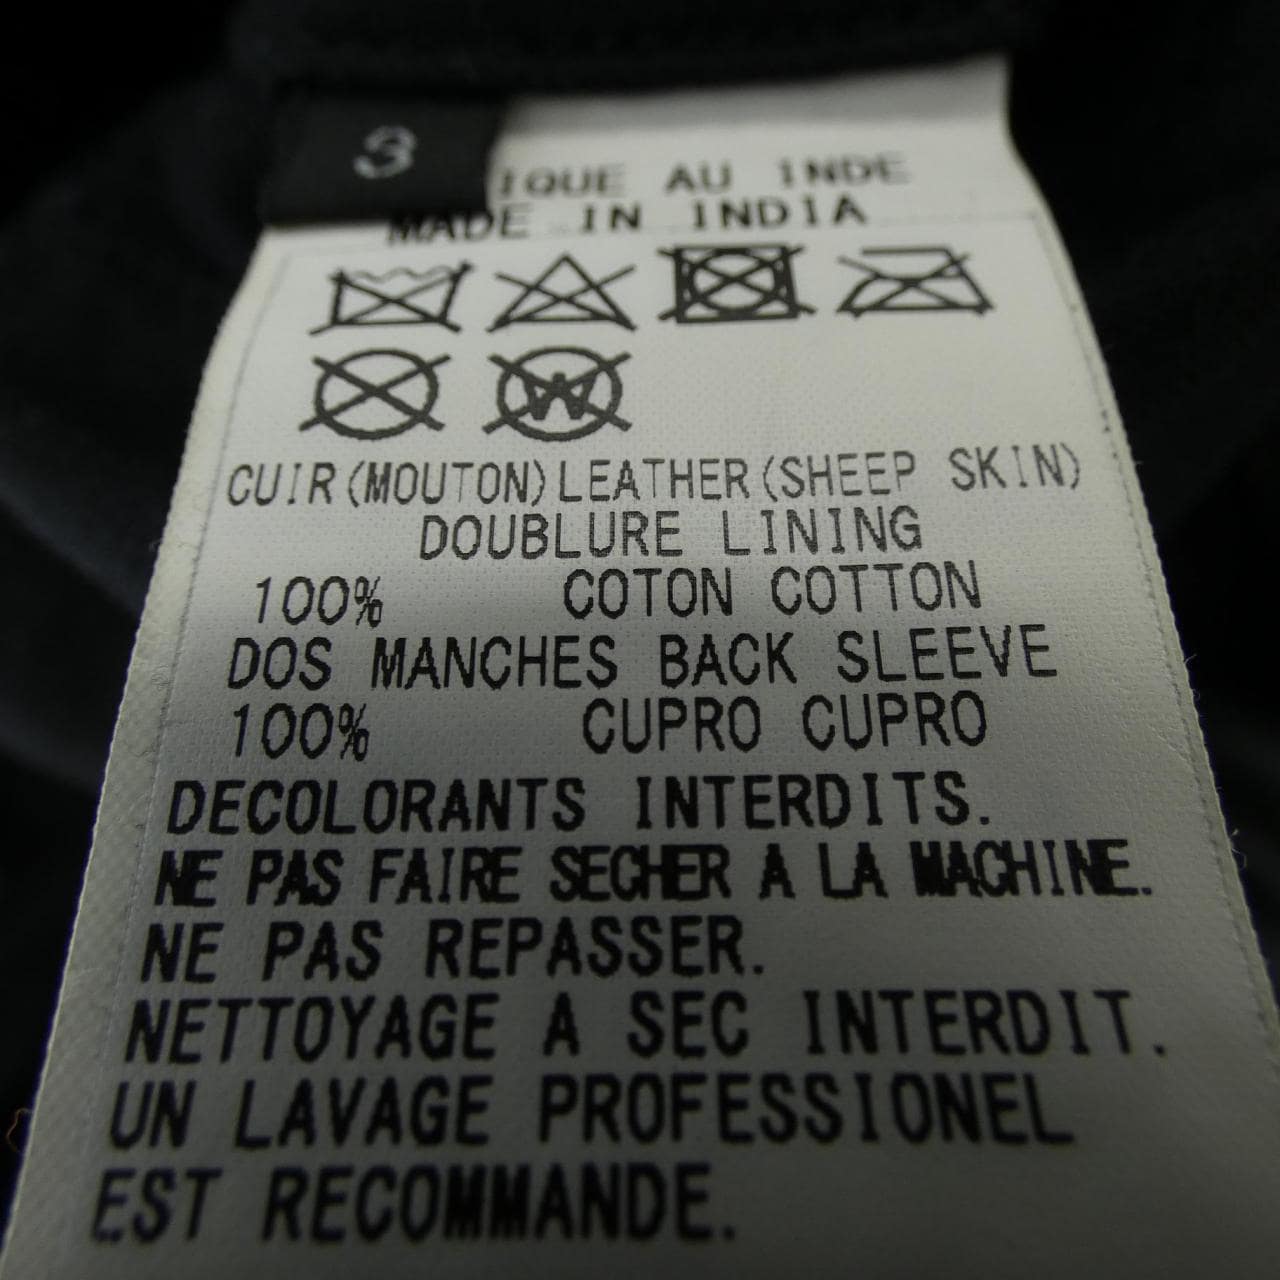 3
IQUE AU INDE
MADE IN INDIA
W
CUIR(MOUTON)LEATHER(SHEEP SKIN)
DOUBLURE LINING
100% COTON COTTON
DOS MANCHES BACK SLEEVE
100% CUPRO CUPRO
DECOLORANTS INTERDITS.
NE PAS FAIRE SECHER A LA MACHINE.
NE PAS REPASSER.
NETTOYAGE A SEC INTERDIT.
UN LAVAGE PROFESSIONEL
EST RECOMMANDE.